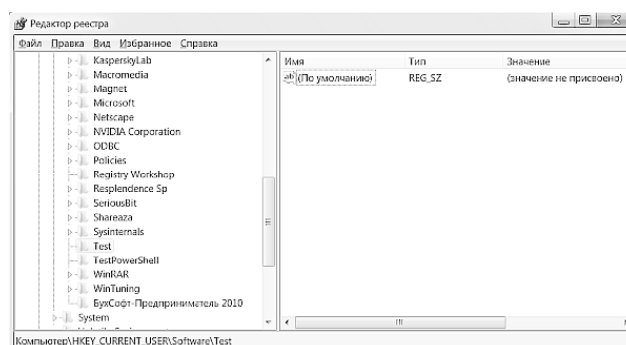 Редактор реестра
Файл Правка Вид Избранное Справка
KasperskyLab
Macromedia
Magnet
Microsoft
Netscape
NVIDIA Corporation
ODBC
Policies
Registry Workshop
Resplendence Sp
SeriousBit
Shareaza
Sysinternals
Test
TestPowerShell
WinRAR
WinTuning
БухСофт-Предприниматель 2010
System
Имя Тип Значение
ab (По умолчанию) REG_SZ (значение не присвоено)
Компьютер\HKEY_CURRENT_USER\Software\Test